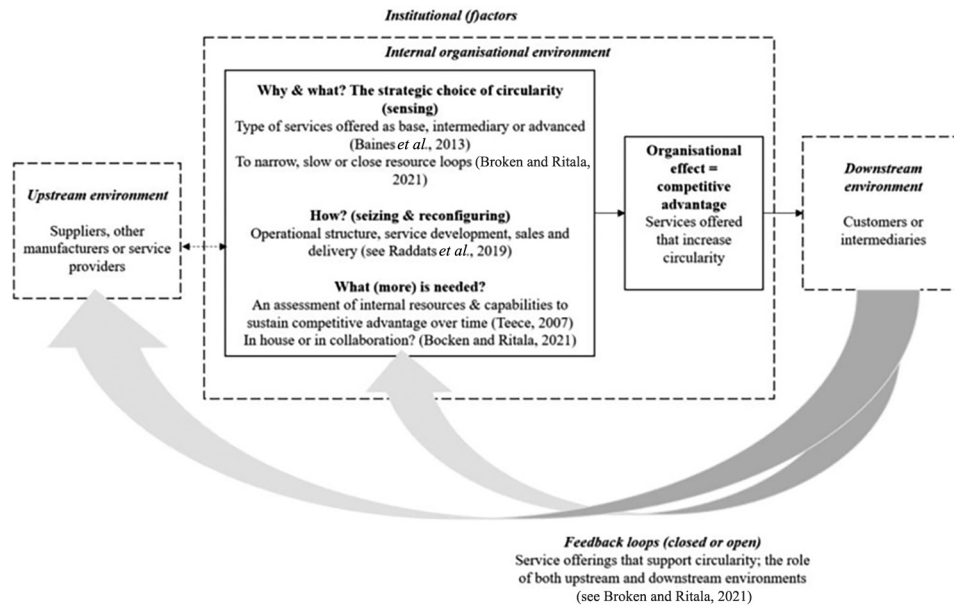 Institutional (f)actors
Internal organisational environment
Why & what? The strategic choice of circularity
(sensing)
Type of services offered as base, intermediary or advanced
(Baines et al., 2013)
To narrow, slow or close resource loops (Broken and Ritala,
2021)
How? (seizing & reconfiguring)
Operational structure, service development, sales and
delivery (see Raddats et al., 2019)
What (more) is needed?
An assessment of internal resources & capabilities to
sustain competitive advantage over time (Teece, 2007)
In house or in collaboration? (Bocken and Ritala, 2021)
Upstream environment
Suppliers, other
manufacturers or service
providers
Organisational
effect =
competitive
advantage
Services offered
that increase
circularity
Downstream
environment
Customers or
intermediaries
Feedback loops (closed or open)
Service offerings that support circularity; the role
of both upstream and downstream environments
(see Broken and Ritala, 2021)